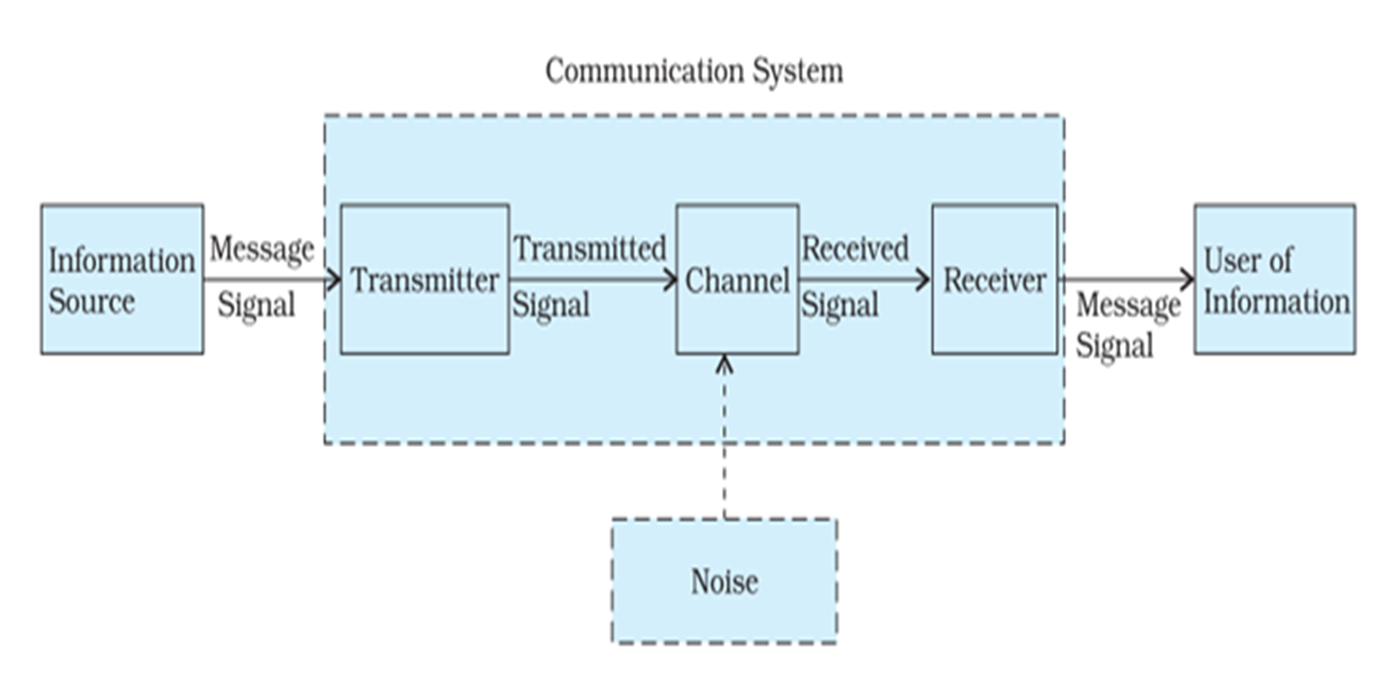 Communication System
Information
Source
Message
Signal
Transmitter
Transmitted
Signal
Channel
Received
Signal
Receiver
Message
Signal
User of
Information
Noise